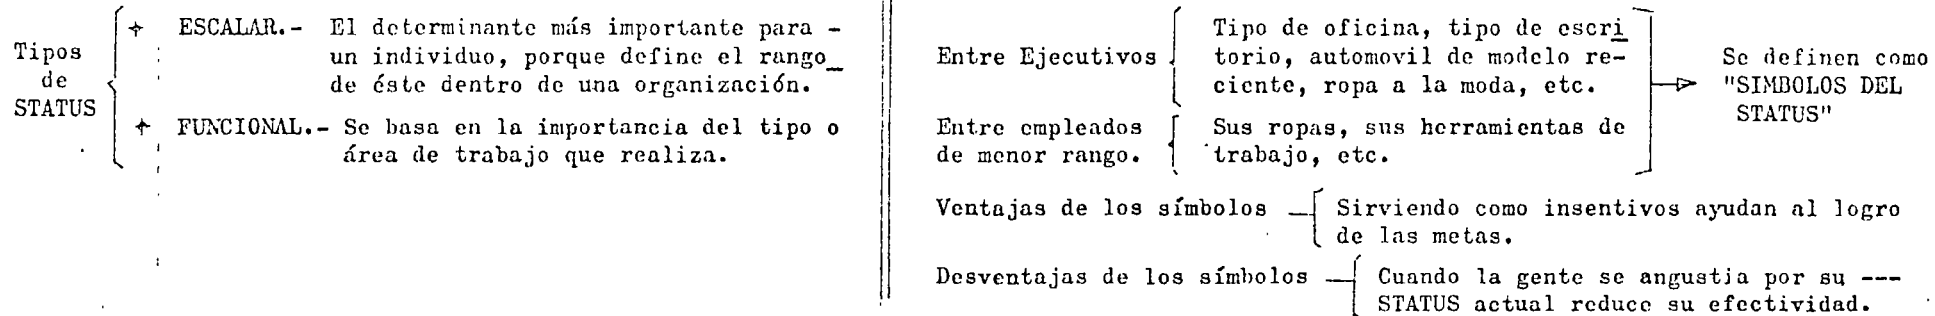 Tipos
de
STATUS
+ ESCALAR.- El determinante más importante para -
un individuo, porque define el rango_
de éste dentro de una organización.
+ FUNCIONAL.- Se basa en la importancia del tipo o
área de trabajo que realiza.
Entre Ejecutivos
Tipo de oficina, tipo de escri
torio, automovil de modelo re-
ciente, ropa a la moda, etc.
Entre empleados
de menor rango.
Sus ropas, sus herramientas de
trabajo, etc.
Se definen como
"SIMBOLOS DEL
STATUS"
Ventajas de los símbolos
Sirviendo como insentivos ayudan al logro
de las metas.
Desventajas de los símbolos
Cuando la gente se angustia por su ---
STATUS actual reduce su efectividad.